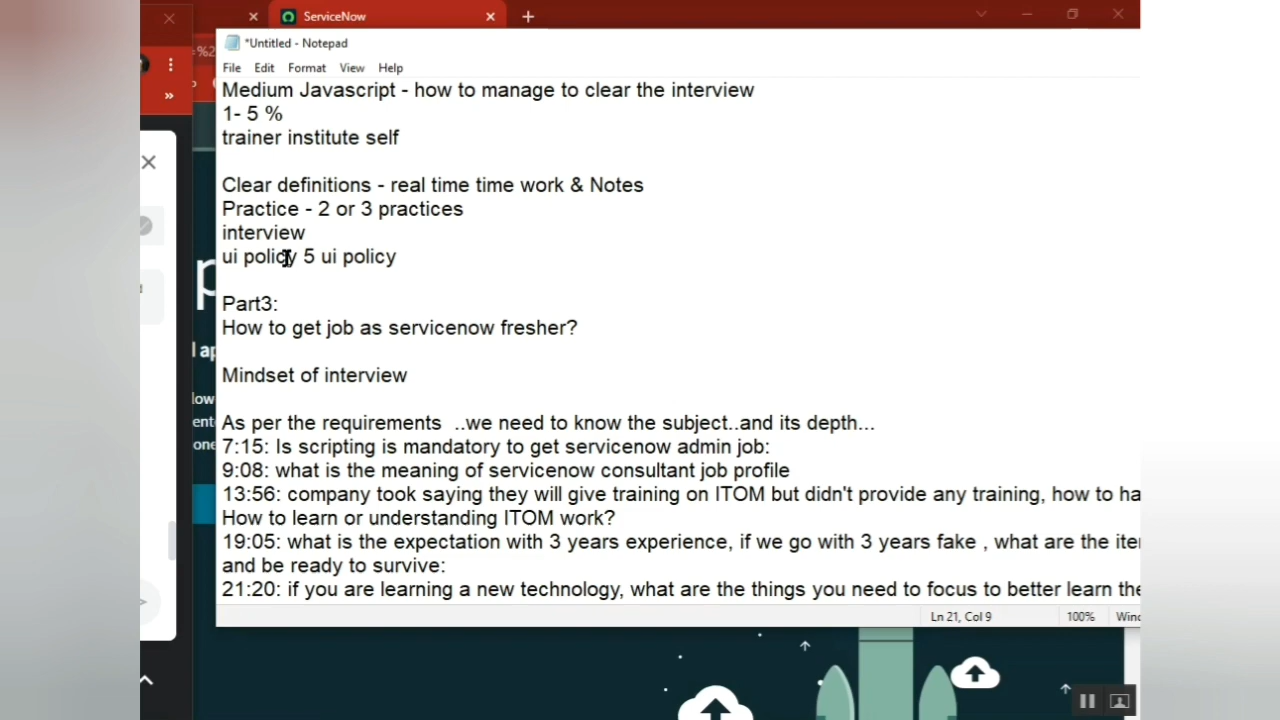 ServiceNow
*Untitled - Notepad
File Edit Format View Help
Medium Javascript - how to manage to clear the interview
1- 5 %
trainer institute self
Clear definitions - real time time work & Notes
Practice - 2 or 3 practices
interview
ui policy 5 ui policy
Part3:
How to get job as servicenow fresher?
Mindset of interview
As per the requirements ..we need to know the subject..and its depth...
7:15: Is scripting is mandatory to get servicenow admin job:
9:08: what is the meaning of servicenow consultant job profile
13:56: company took saying they will give training on ITOM but didn't provide any training, how to ha
How to learn or understanding ITOM work?
19:05: what is the expectation with 3 years experience, if we go with 3 years fake , what are the
and be ready to survive:
21:20: if you are learning a new technology, what are the things you need to focus to better learn
Ln 21, Col 9 100%